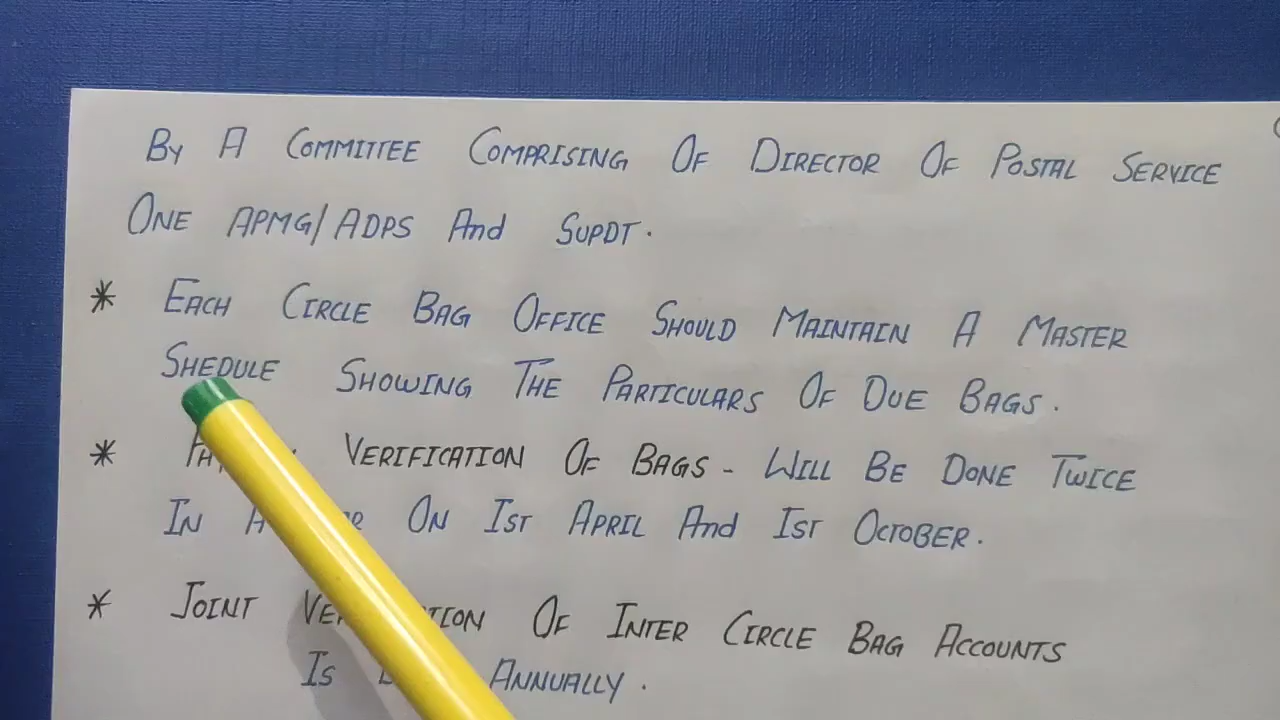 By A Committee Comprising Of Director Of Postal Service
One APMG/ADPS And Supdt.
* Each Circle Bag Office Should Maintain A Master
Shedule Showing The Particulars Of Due Bags.
* Verification Of Bags - Will Be Done Twice
In On Ist April And Ist October.
* Joint Of Inter Circle Bag Accounts
Is Annually.